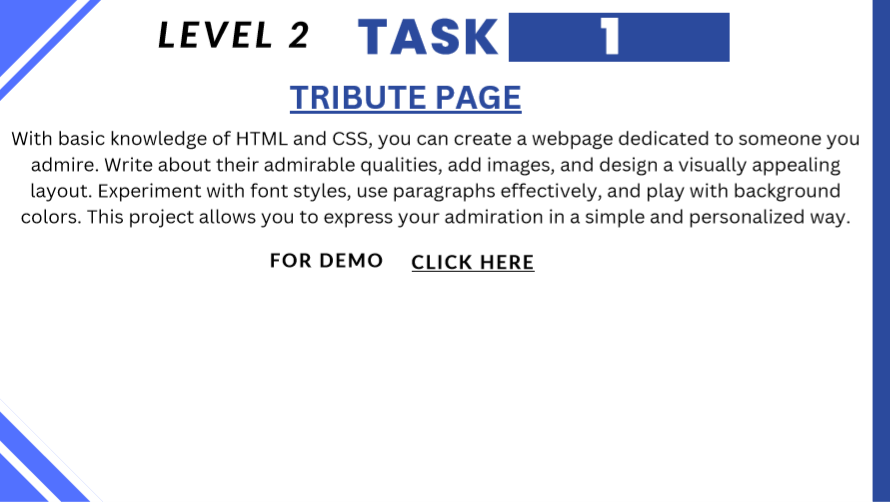 LEVEL 2 TASK 1
TRIBUTE PAGE
With basic knowledge of HTML and CSS, you can create a webpage dedicated to someone you
admire. Write about their admirable qualities, add images, and design a visually appealing
layout. Experiment with font styles, use paragraphs effectively, and play with background
colors. This project allows you to express your admiration in a simple and personalized way.
FOR DEMO CLICK HERE